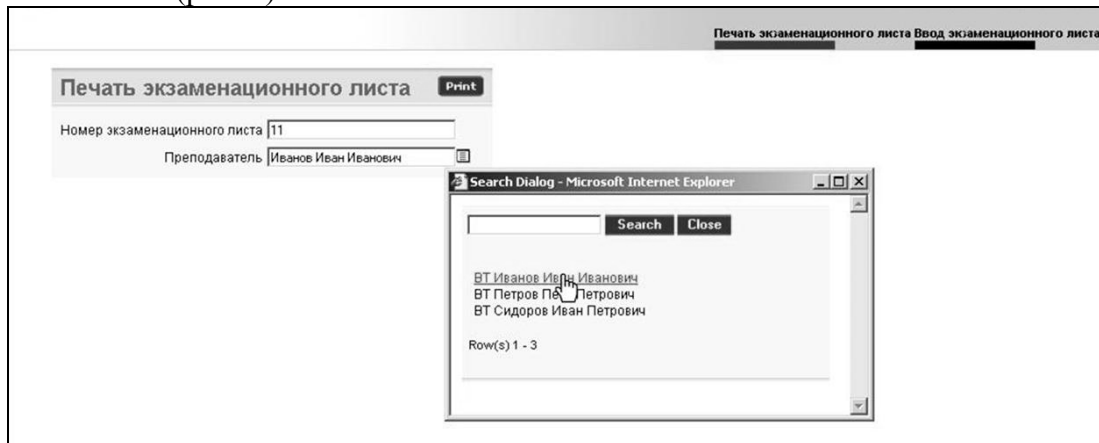 Печать экзаменационного листа Ввод экзаменационного листа
Печать экзаменационного листа Print
Номер экзаменационного листа 11
Преподаватель Иванов Иван Иванович
Search Dialog - Microsoft Internet Explorer
Search Close
ВТ Иванов Иван Иванович
ВТ Петров Петр Петрович
ВТ Сидоров Иван Петрович
Row(s) 1 - 3